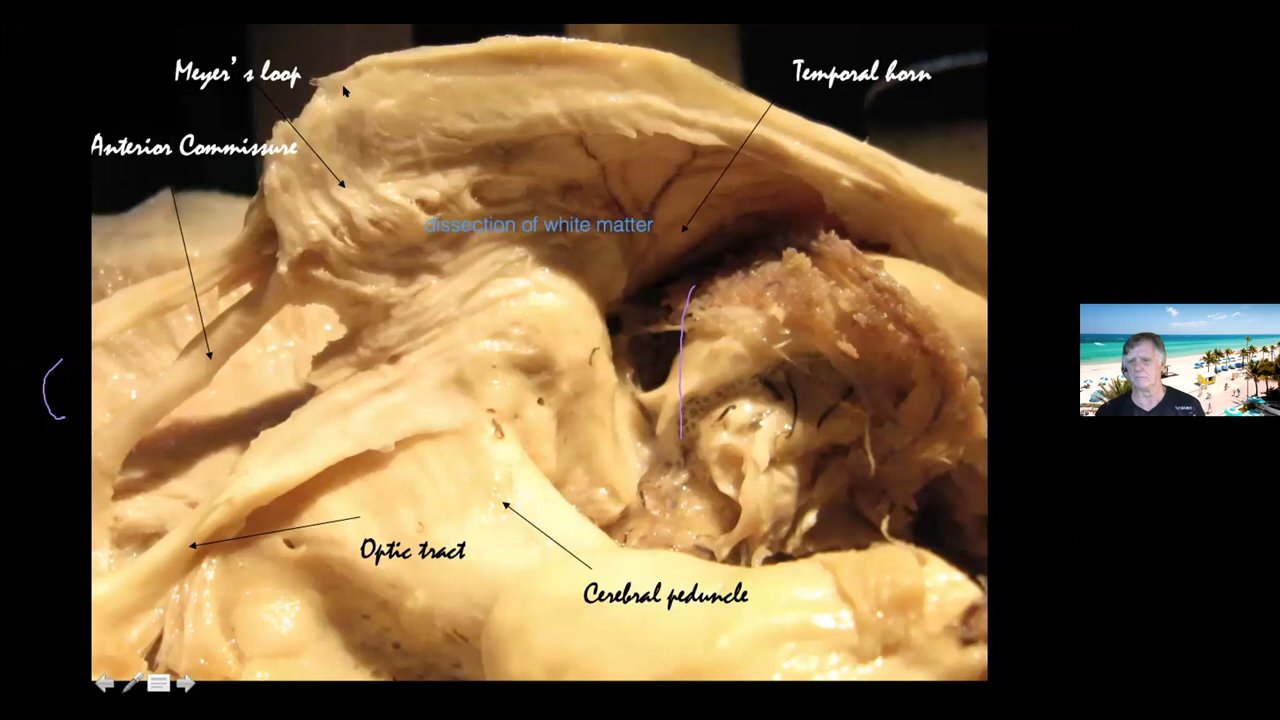 Meyer's loop
Temporal horn
Anterior Commissure
dissection of white matter
Optic tract
Cerebral peduncle